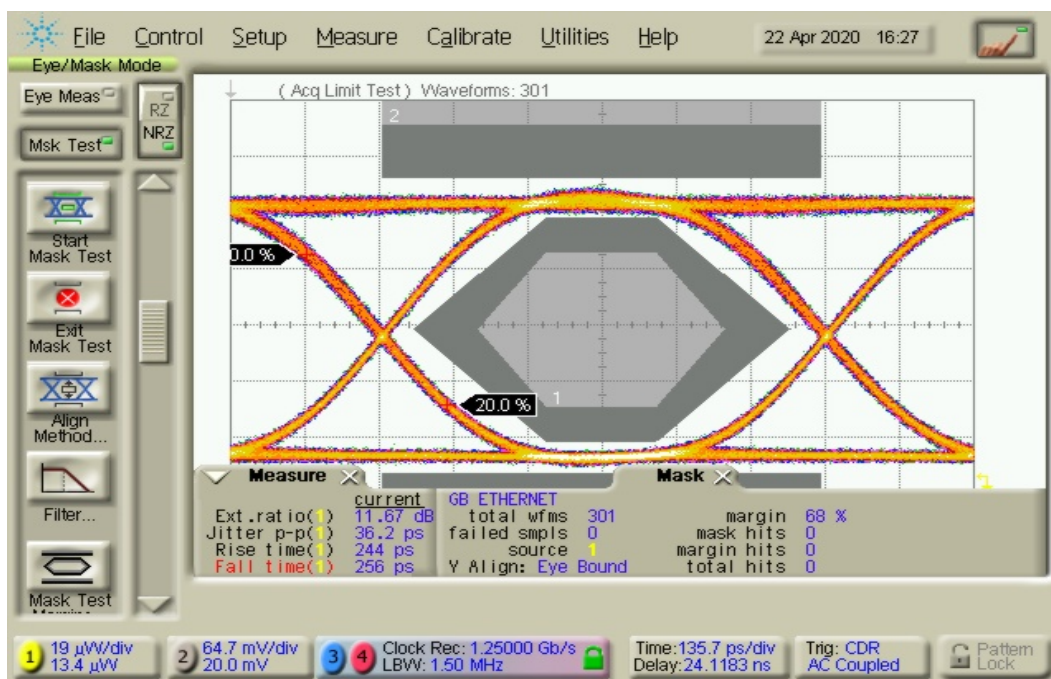 File Control Setup Measure Calibrate Utilities Help 22 Apr 2020 16:27
Eye/Mask Mode
Eye Meas
RZ
NRZ
Msk Test
Start
Mask Test
Exit
Mask Test
Align
Method...
Filter...
Mask Test
( Acq Limit Test ) Waveforms: 301
2
0.0 %
20.0 %
1
Measure
current
Ext.ratio(1) 11.67 dB
Jitter p-p(1) 36.2 ps
Rise time(1) 244 ps
Fall time(1) 256 ps
Mask
GB ETHERNET
total wfms 301 margin 68 %
failed smpls 0 mask hits 0
source 1 margin hits 0
Y Align: Eye Bound total hits 0
1 19 µW/div
13.4 µW
2 64.7 mV/div
20.0 mV
3 4 Clock Rec: 1.25000 Gb/s
LBW: 1.50 MHz
Time:135.7 ps/div
Delay:24.1183 ns
Trig: CDR
AC Coupled
Pattern
Lock